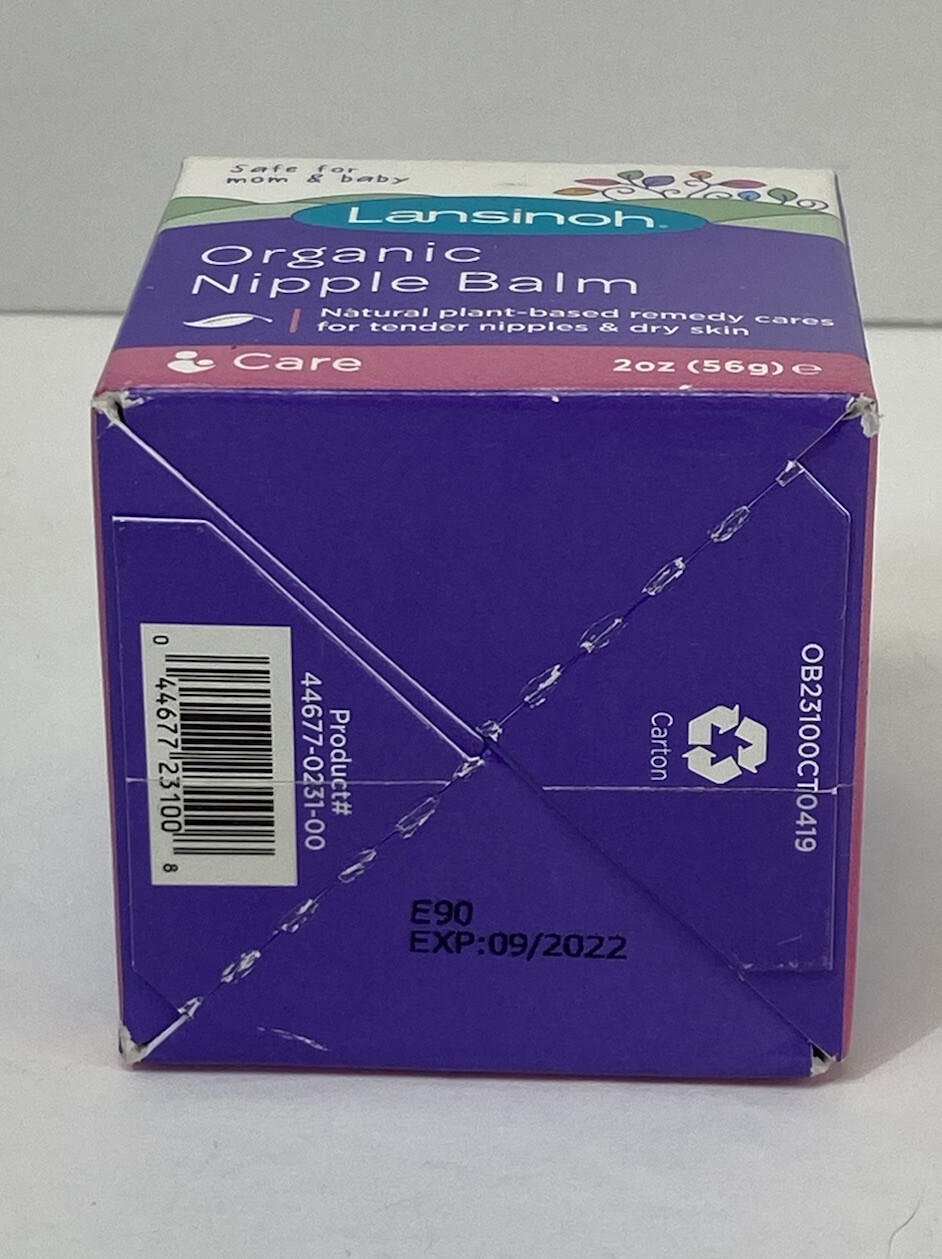 Safe for
mom & baby
Lansinoh®
Organic
Nipple Balm
Natural plant-based remedy cares
for tender nipples & dry skin
Care
2oz (56g) e
0 44677 23100 8
Product#
44677-0231-00
Carton
OB23100CT0419
E90
EXP:09/2022